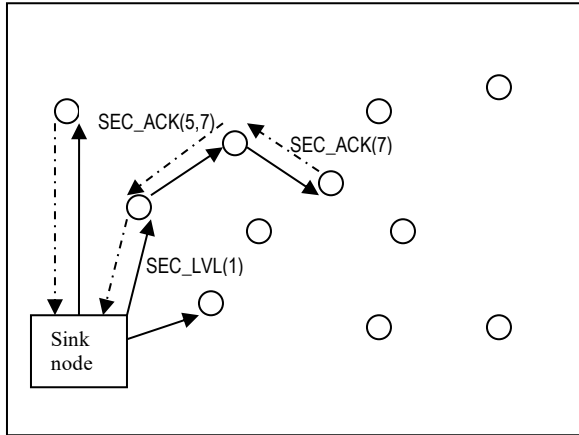 SEC_ACK(5,7)
SEC_ACK(7)
SEC_LVL(1)
Sink
node